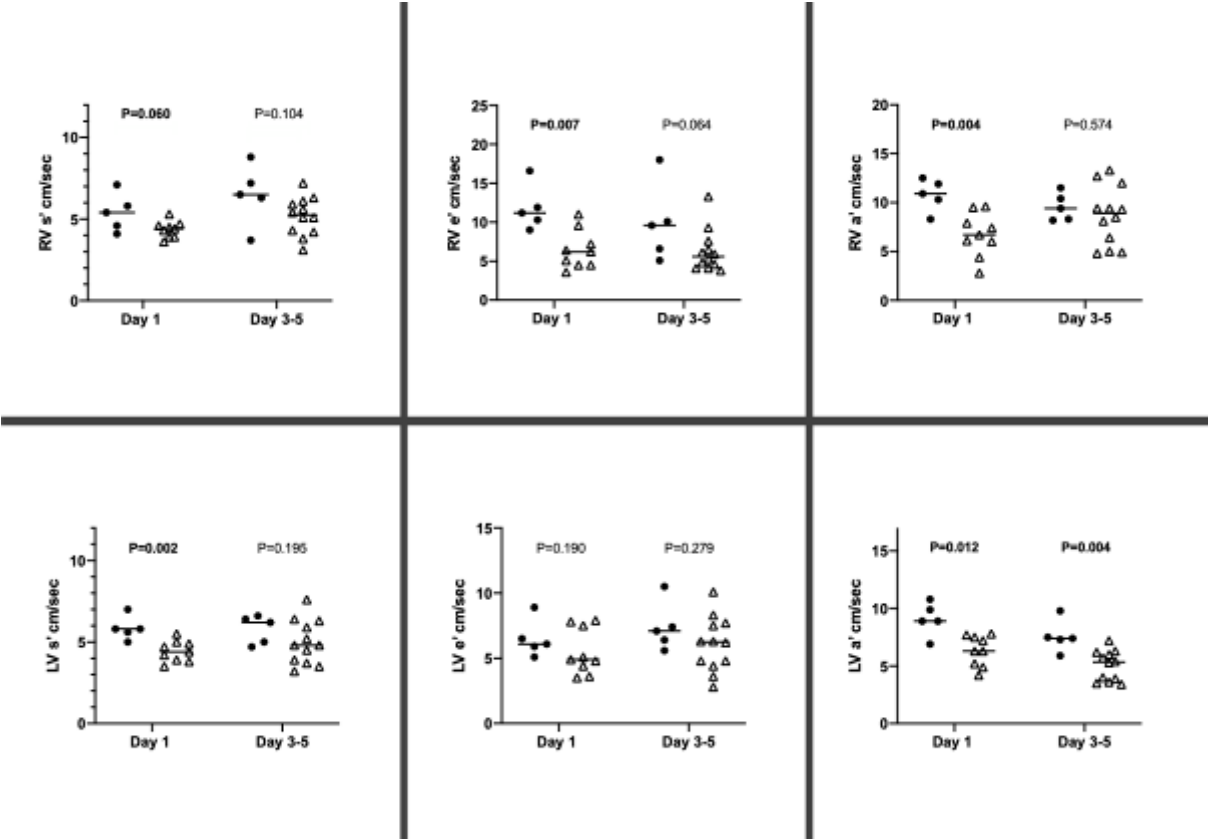 P=0.060 P=0.104
10
5
0
RV s' cm/sec
Day 1 Day 3-5
P=0.007 P=0.064
25
20
15
10
5
0
RV e' cm/sec
Day 1 Day 3-5
P=0.004 P=0.574
20
15
10
5
0
RV a' cm/sec
Day 1 Day 3-5
P=0.002 P=0.195
10
5
0
LV s' cm/sec
Day 1 Day 3-5
P=0.190 P=0.279
15
10
5
0
LV e' cm/sec
Day 1 Day 3-5
P=0.012 P=0.004
15
10
5
0
LV a' cm/sec
Day 1 Day 3-5